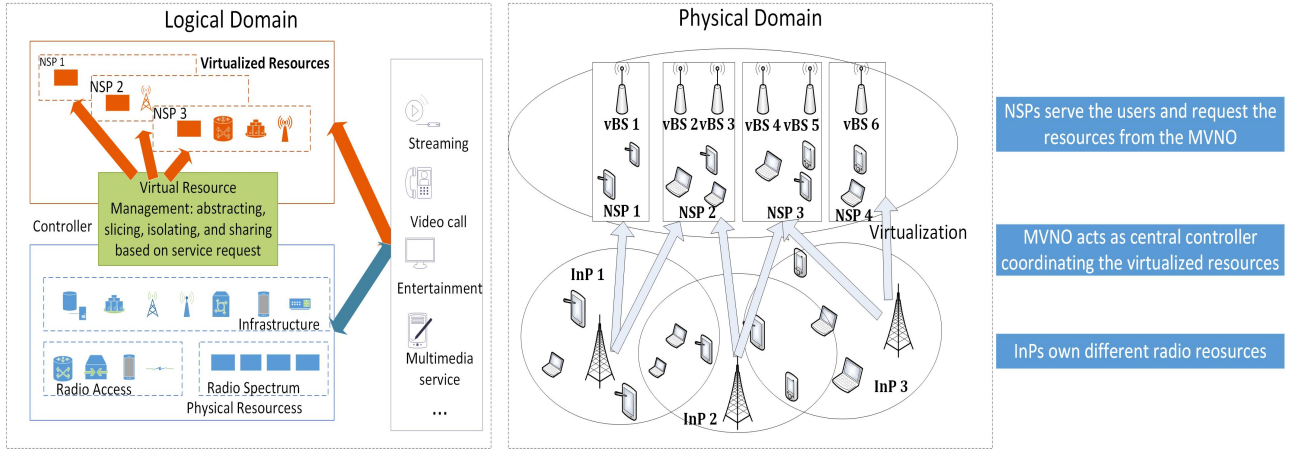 Logical Domain
NSP 1
Virtualized Resources
NSP 2
NSP 3
Virtual Resource
Management: abstracting,
slicing, isolating, and sharing
based on service request
Controller
Infrastructure
Radio Access
Radio Spectrum
Physical Resourcess
Streaming
Video call
Entertainment
Multimedia
service
...
Physical Domain
vBS 1
vBS 2
vBS 3
vBS 4
vBS 5
vBS 6
NSP 1
NSP 2
NSP 3
NSP 4
Virtualization
InP 1
InP 2
InP 3
NSPs serve the users and request the
resources from the MVNO
MVNO acts as central controller
coordinating the virtualized resources
InPs own different radio reosources